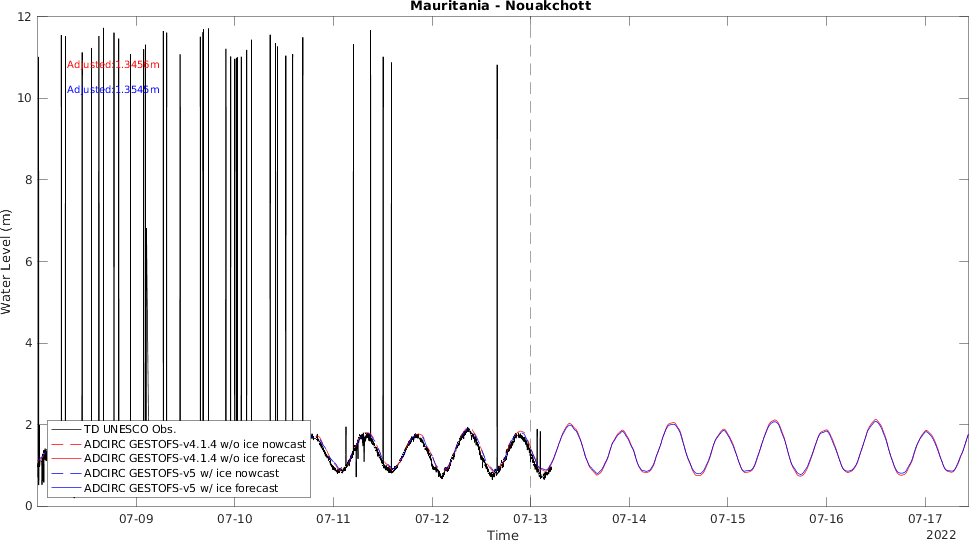 Mauritania - Nouakchott
12
10
8
6
4
2
0
Water Level (m)
Adjusted:1.3456m
Adjusted:1.3545m
TD UNESCO Obs.
ADCIRC GESTOFS-v4.1.4 w/o ice nowcast
ADCIRC GESTOFS-v4.1.4 w/o ice forecast
ADCIRC GESTOFS-v5 w/ ice nowcast
ADCIRC GESTOFS-v5 w/ ice forecast
07-09 07-10 07-11 07-12 07-13 07-14 07-15 07-16 07-17
Time
2022